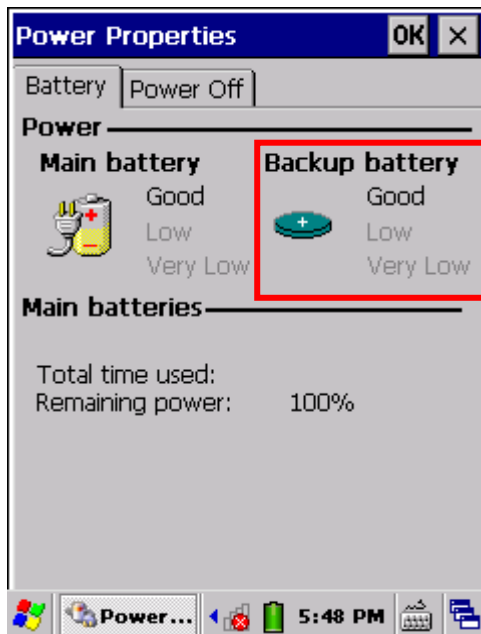 Power Properties OK ×
Battery Power Off
Power
Main battery Backup battery
Good Good
Low Low
Very Low Very Low
Main batteries
Total time used:
Remaining power: 100%
Power... 5:48 PM